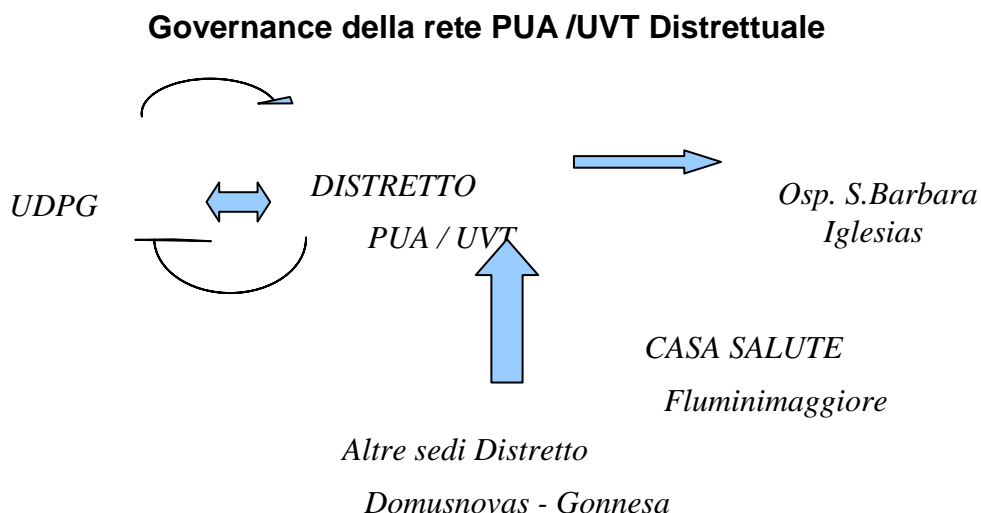 Governance della rete PUA /UVT Distrettuale
UDPG
DISTRETTO
PUA / UVT
Osp. S.Barbara
Iglesias
CASA SALUTE
Fluminimaggiore
Altre sedi Distretto
Domusnovas - Gonnesa